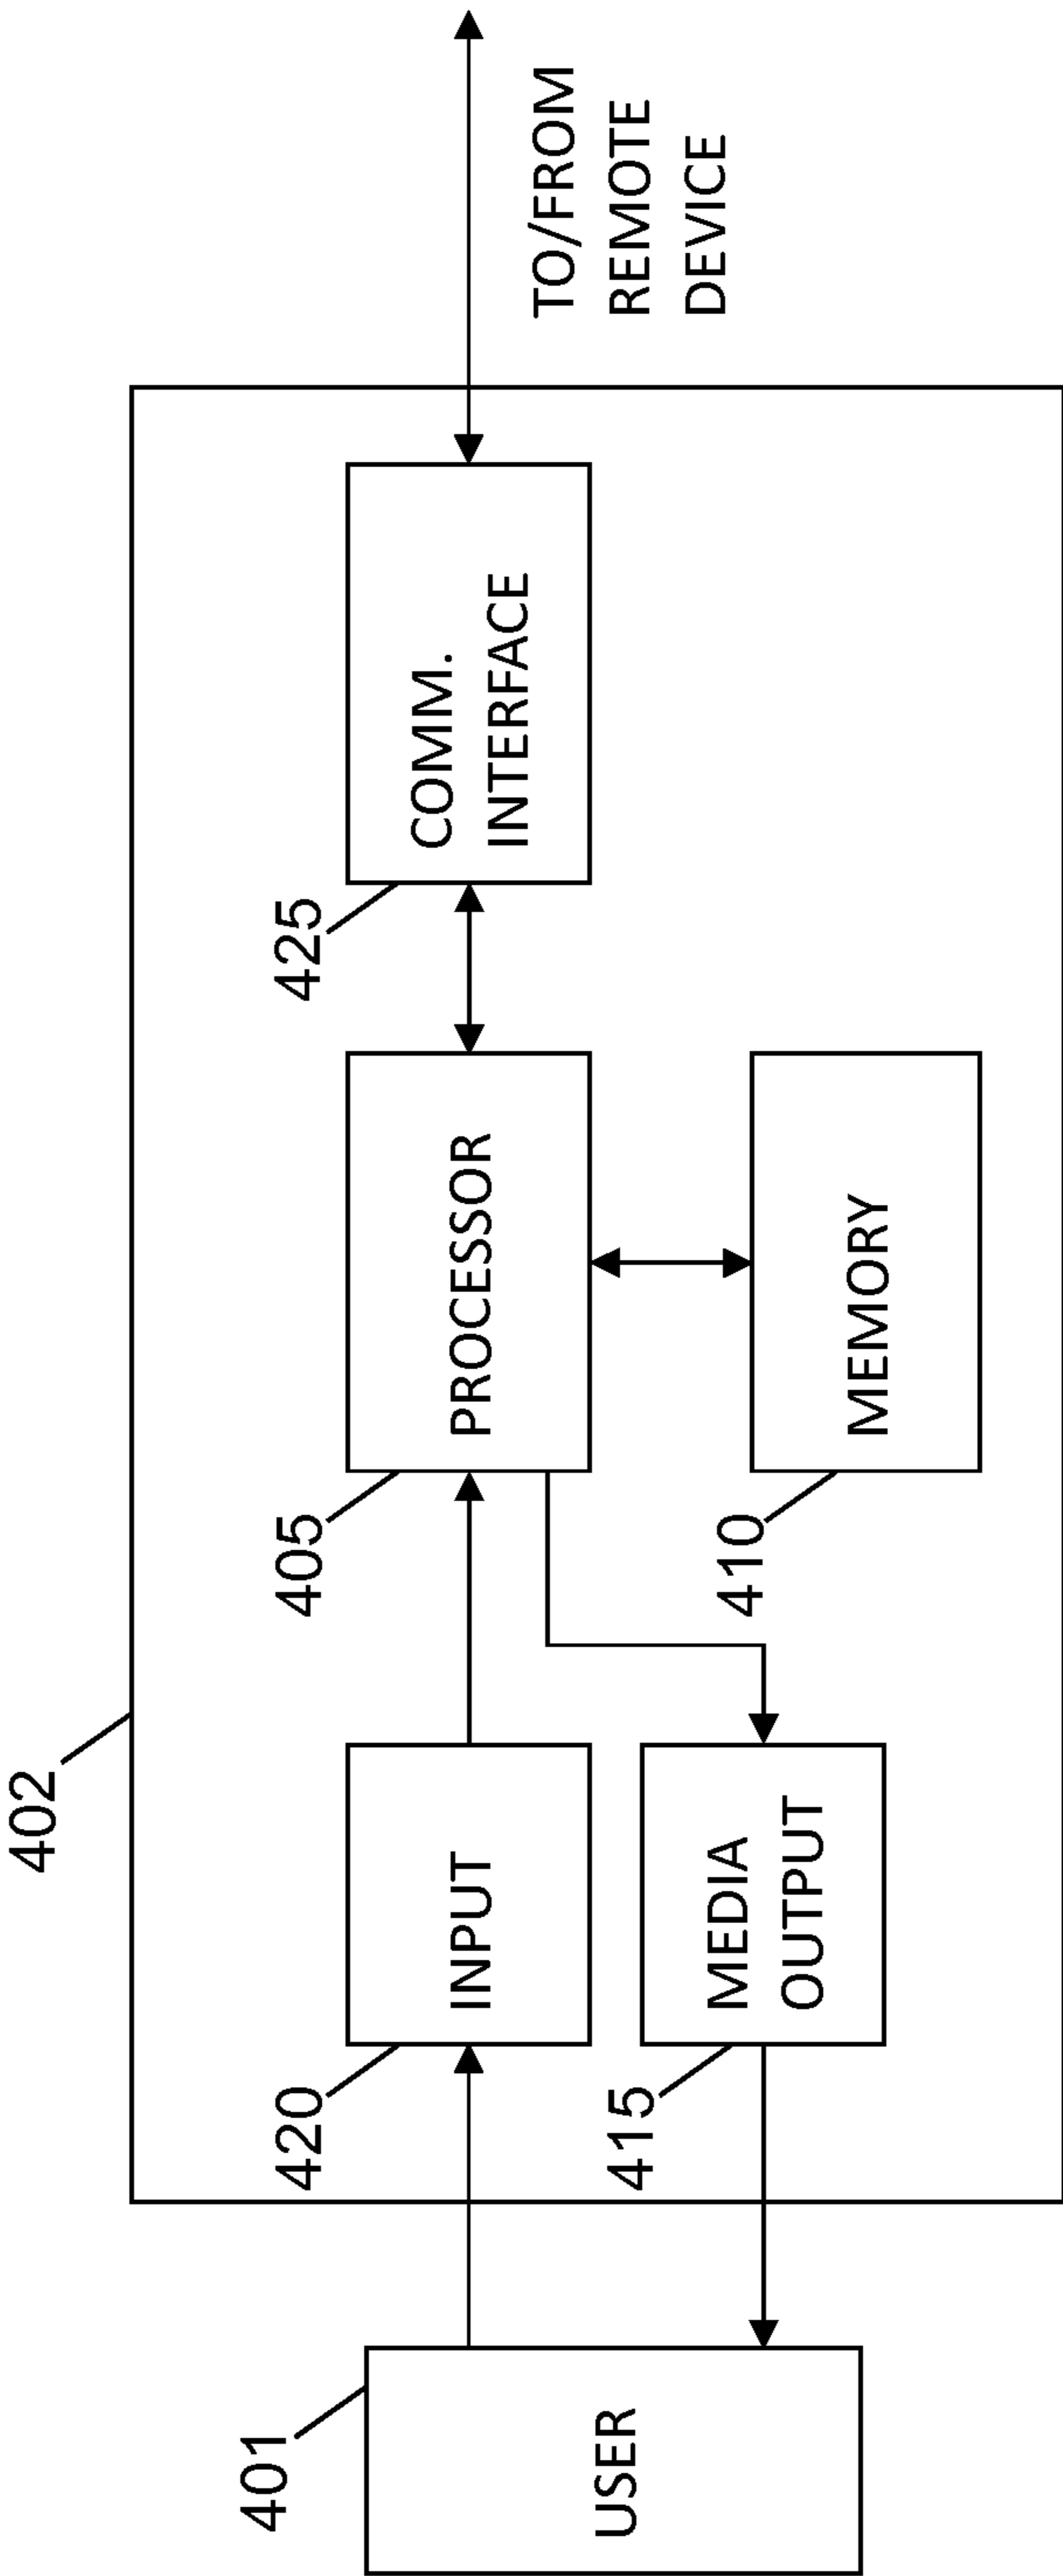 402
425
COMM.
INTERFACE
TO/FROM
REMOTE
DEVICE
405
PROCESSOR
420
INPUT
401
USER
415
MEDIA
OUTPUT
410
MEMORY